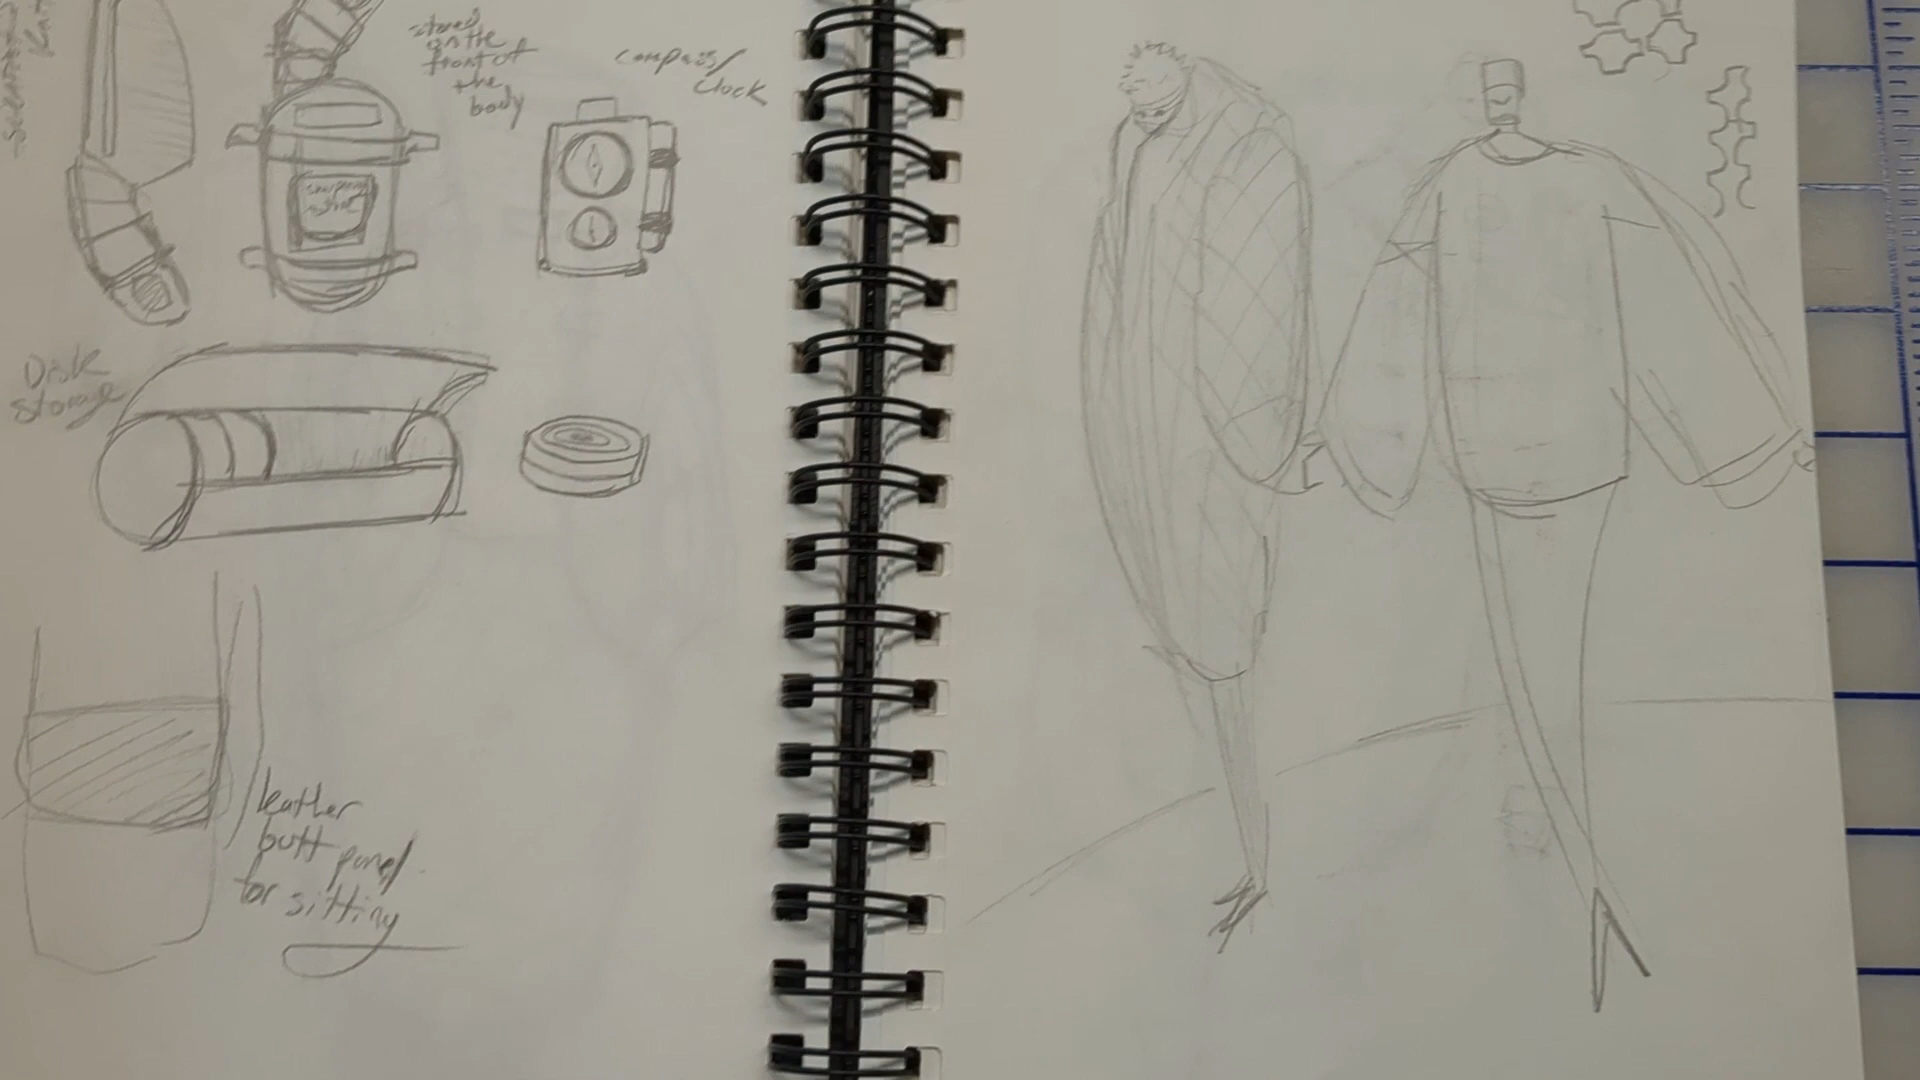 stored
on the
front of
the
body
compass/
clock
Disk
storage
leather
butt panel
for sitting